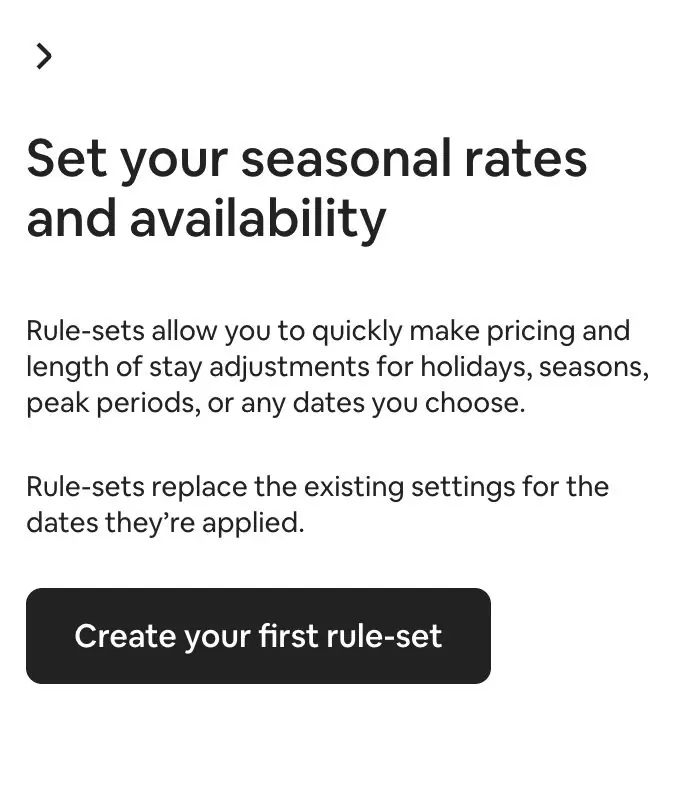 Set your seasonal rates
and availability
Rule-sets allow you to quickly make pricing and
length of stay adjustments for holidays, seasons,
peak periods, or any dates you choose.
Rule-sets replace the existing settings for the
dates they’re applied.
Create your first rule-set